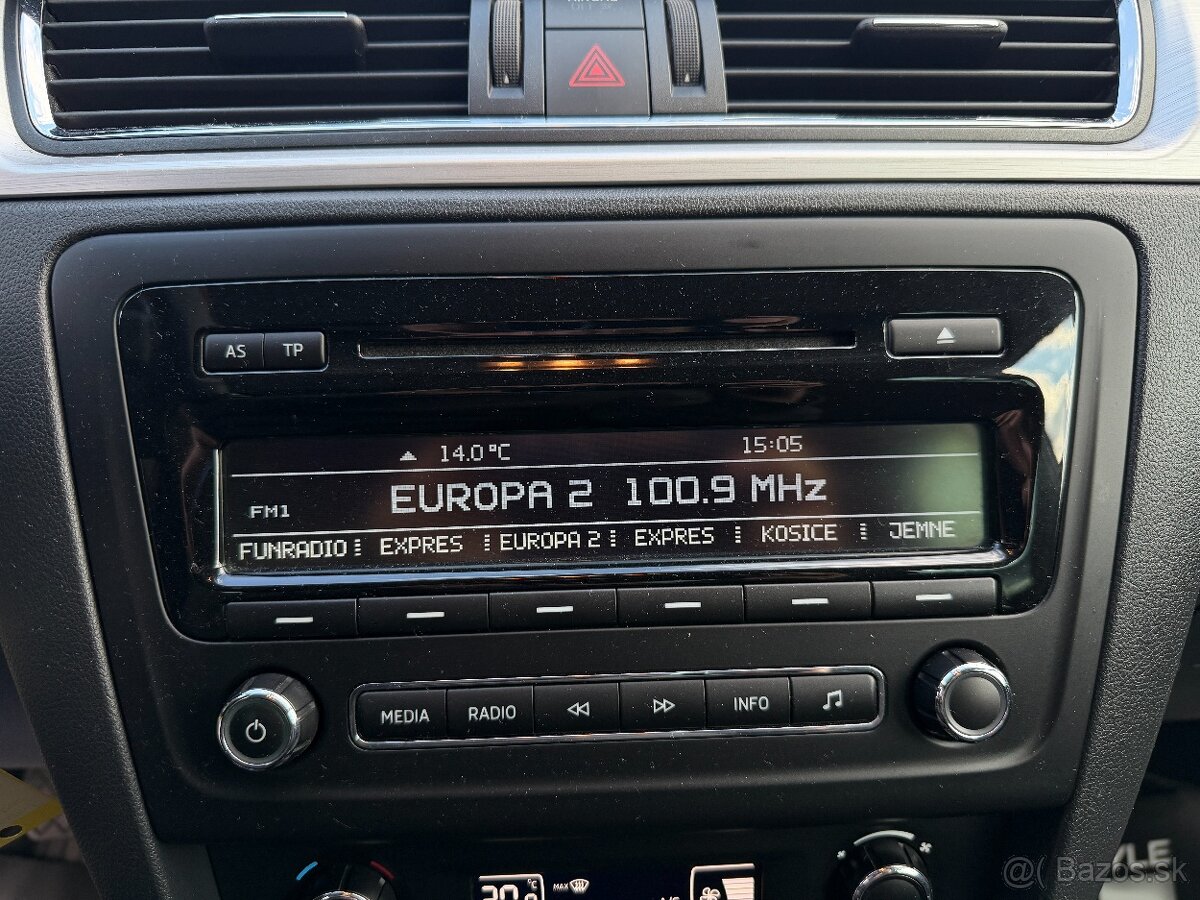 AS TP
14.0 °C 15:05
FM1 EUROPA 2 100.9 MHz
FUNRADIO EXPRES EUROPA 2 EXPRES KOSICE JEMNE
MEDIA RADIO INFO
MAX
@( Bazos.sk